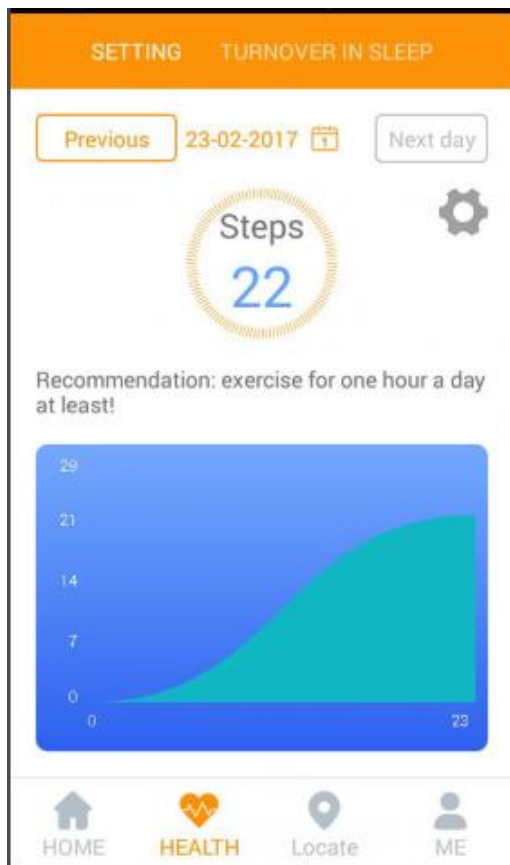 SETTING TURNOVER IN SLEEP
Previous 23-02-2017 1 Next day
Steps
22
Recommendation: exercise for one hour a day
at least!
29
21
14
7
0
0 23
HOME HEALTH Locate ME